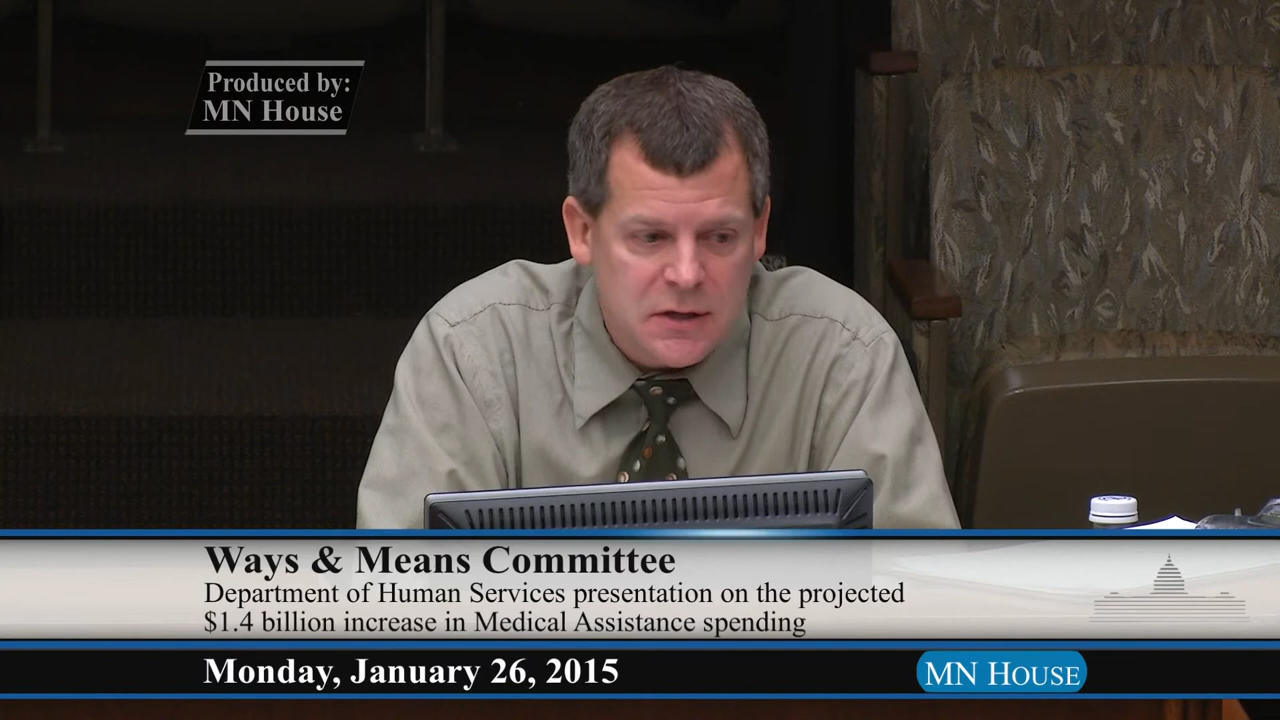 Produced by:
MN House
Ways & Means Committee
Department of Human Services presentation on the projected
$1.4 billion increase in Medical Assistance spending
Monday, January 26, 2015
MN HOUSE